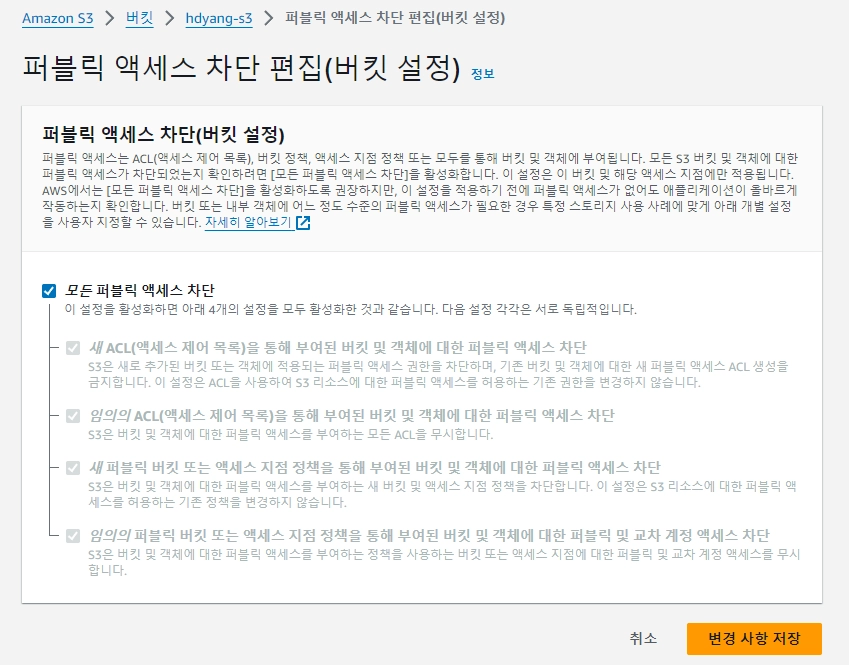 Amazon S3 > 버킷 > hdyang-s3 > 퍼블릭 액세스 차단 편집(버킷 설정)
퍼블릭 액세스 차단 편집(버킷 설정) 정보
퍼블릭 액세스 차단(버킷 설정)
퍼블릭 액세스는 ACL(액세스 제어 목록), 버킷 정책, 액세스 지점 정책 또는 모두를 통해 버킷 및 객체에 부여됩니다. 모든 S3 버킷 및 객체에 대한
퍼블릭 액세스가 차단되었는지 확인하려면 [모든 퍼블릭 액세스 차단]을 활성화합니다. 이 설정은 이 버킷 및 해당 액세스 지점에만 적용됩니다.
AWS에서는 [모든 퍼블릭 액세스 차단]을 활성화하도록 권장하지만, 이 설정을 적용하기 전에 퍼블릭 액세스가 없어도 애플리케이션이 올바르게
작동하는지 확인합니다. 버킷 또는 내부 객체에 어느 정도 수준의 퍼블릭 액세스가 필요한 경우 특정 스토리지 사용 사례에 맞게 아래 개별 설정
을 사용자 지정할 수 있습니다. 자세히 알아보기
모든 퍼블릭 액세스 차단
이 설정을 활성화하면 아래 4개의 설정을 모두 활성화한 것과 같습니다. 다음 설정 각각은 서로 독립적입니다.
새 ACL(액세스 제어 목록)을 통해 부여된 버킷 및 객체에 대한 퍼블릭 액세스 차단
S3은 새로 추가된 버킷 또는 객체에 적용되는 퍼블릭 액세스 권한을 차단하며, 기존 버킷 및 객체에 대한 새 퍼블릭 액세스 ACL 생성을
금지합니다. 이 설정은 ACL을 사용하여 S3 리소스에 대한 퍼블릭 액세스를 허용하는 기존 권한을 변경하지 않습니다.
임의의 ACL(액세스 제어 목록)을 통해 부여된 버킷 및 객체에 대한 퍼블릭 액세스 차단
S3은 버킷 및 객체에 대한 퍼블릭 액세스를 부여하는 모든 ACL을 무시합니다.
새 퍼블릭 버킷 또는 액세스 지점 정책을 통해 부여된 버킷 및 객체에 대한 퍼블릭 액세스 차단
S3은 버킷 및 객체에 대한 퍼블릭 액세스를 부여하는 새 버킷 및 액세스 지점 정책을 차단합니다. 이 설정은 S3 리소스에 대한 퍼블릭 액
세스를 허용하는 기존 정책을 변경하지 않습니다.
임의의 퍼블릭 버킷 또는 액세스 지점 정책을 통해 부여된 버킷 및 객체에 대한 퍼블릭 및 교차 계정 액세스 차단
S3은 버킷 및 객체에 대한 퍼블릭 액세스를 부여하는 정책을 사용하는 버킷 또는 액세스 지점에 대한 퍼블릭 및 교차 계정 액세스를 무시
합니다.
취소 변경 사항 저장